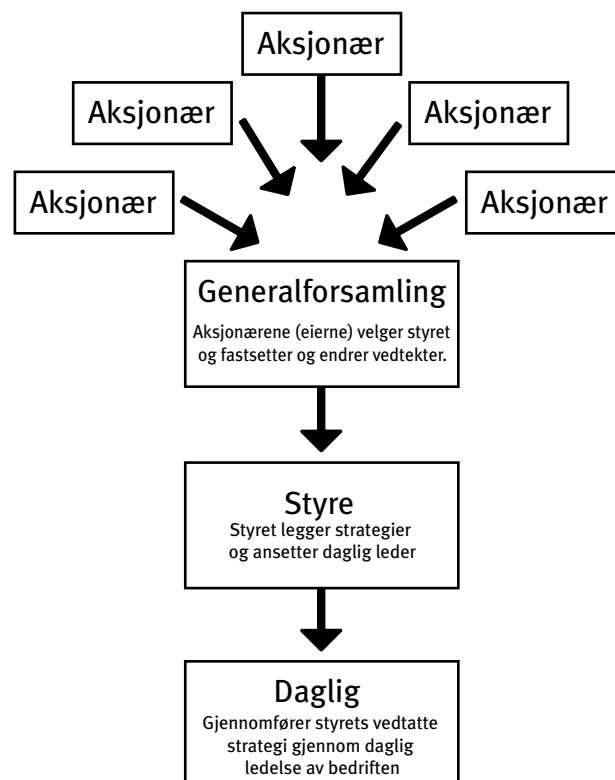 Aksjonær
Aksjonær
Aksjonær
Aksjonær
Aksjonær
Generalforsamling
Aksjonærene (eierne) velger styret
og fastsetter og endrer vedtekter.
Styre
Styret legger strategier
og ansetter daglig leder
Daglig
Gjennomfører styrets vedtatte
strategi gjennom daglig
ledelse av bedriften